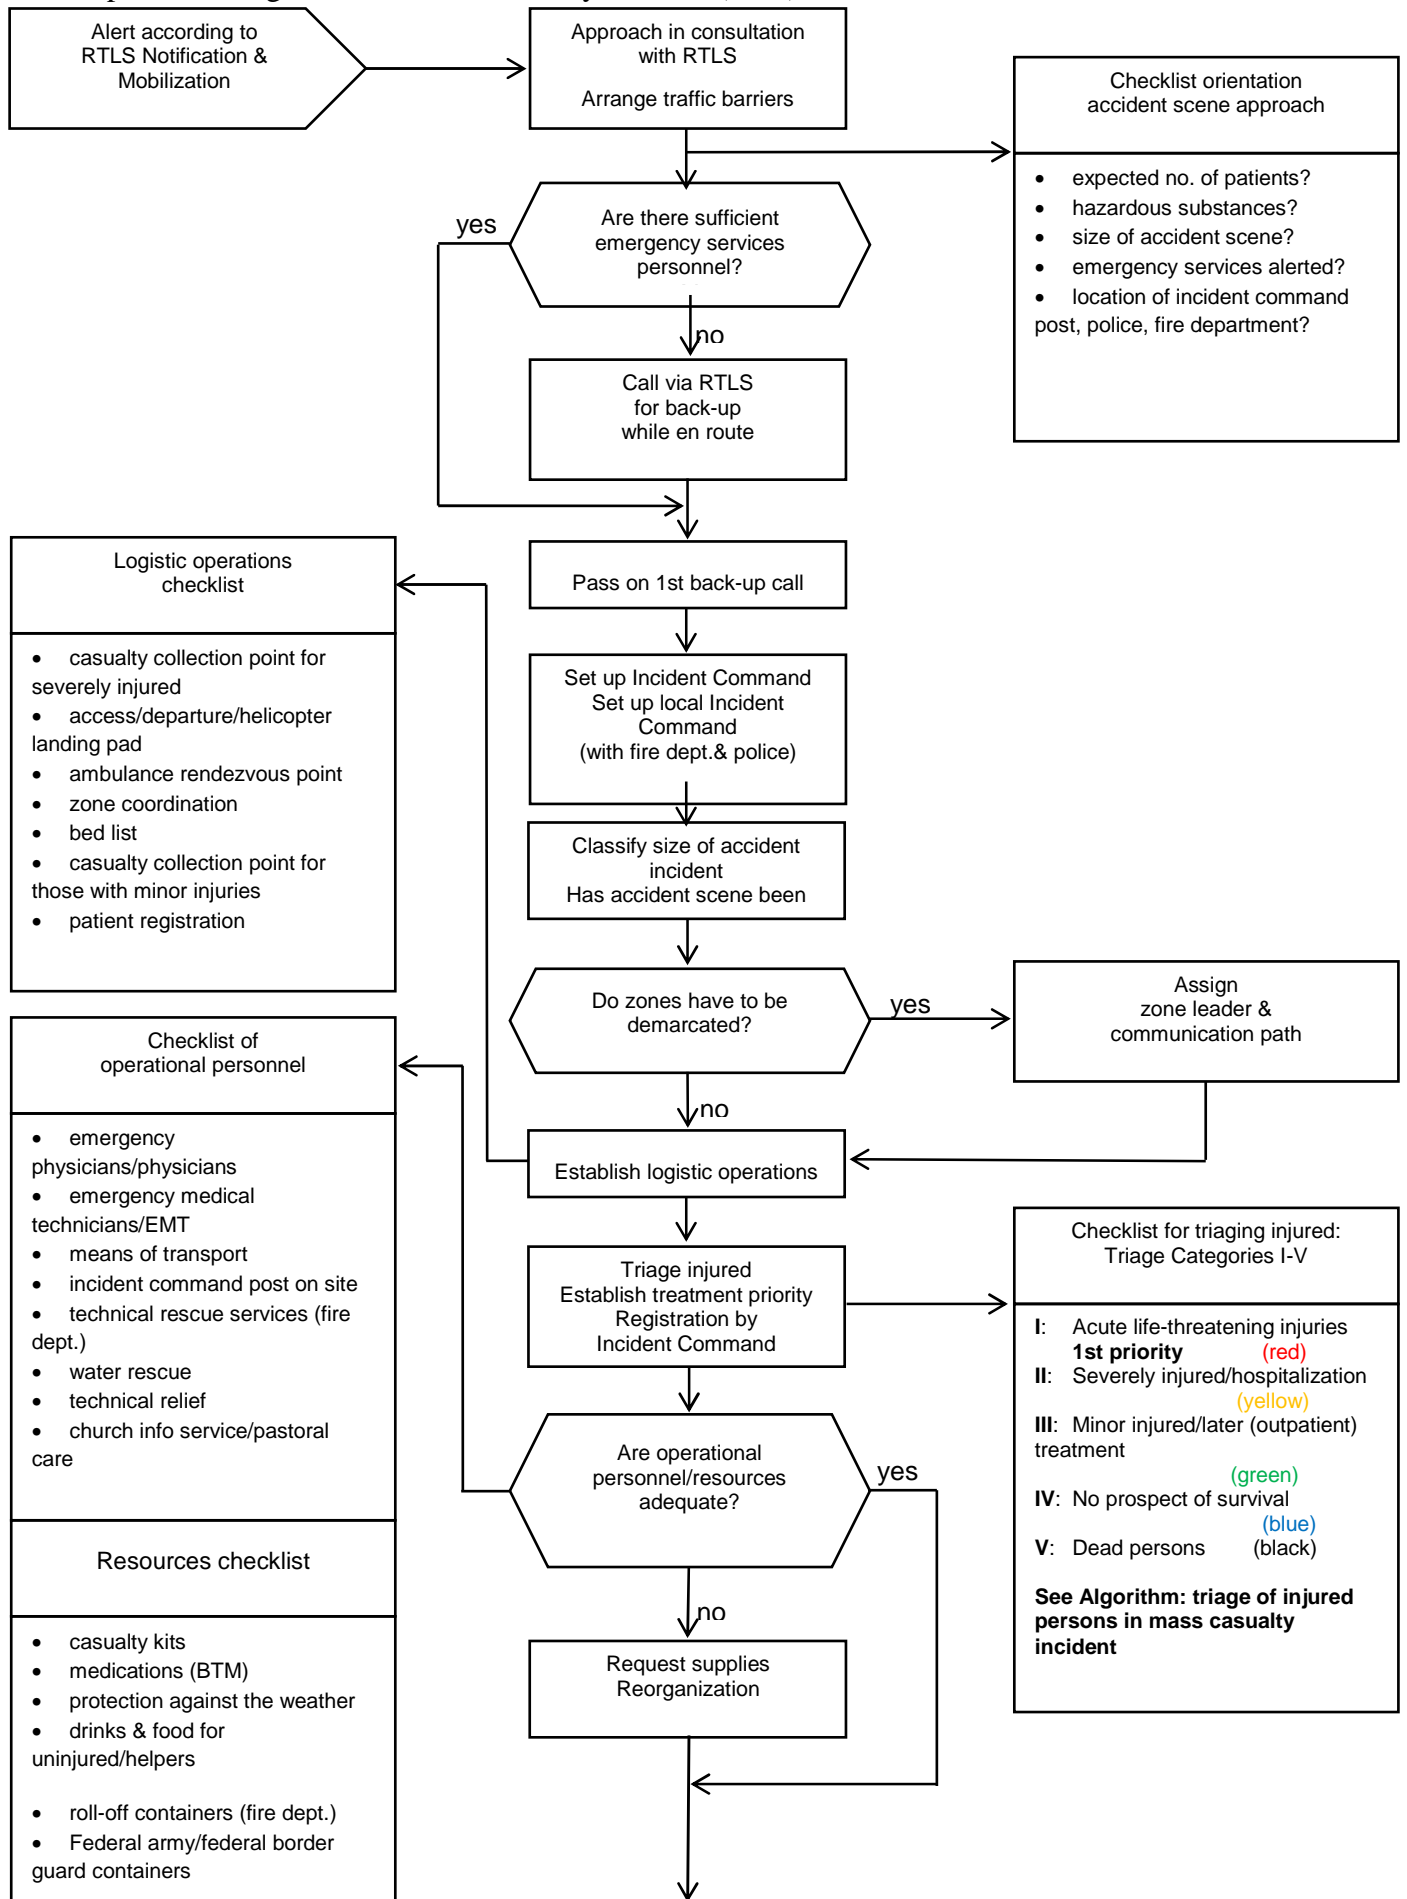 Alert according to
RTLS Notification &
Mobilization
Approach in consultation
with RTLS
Arrange traffic barriers
Checklist orientation
accident scene approach
• expected no. of patients?
• hazardous substances?
• size of accident scene?
• emergency services alerted?
• location of incident command
post, police, fire department?
Are there sufficient
emergency services
personnel?
yes
no
Call via RTLS
for back-up
while en route
Pass on 1st back-up call
Logistic operations
checklist
• casualty collection point for
severely injured
• access/departure/helicopter
landing pad
• ambulance rendezvous point
• zone coordination
• bed list
• casualty collection point for
those with minor injuries
• patient registration
Set up Incident Command
Set up local Incident
Command
(with fire dept.& police)
Classify size of accident
incident
Has accident scene been
Do zones have to be
demarcated?
yes
no
Assign
zone leader &
communication path
Establish logistic operations
Checklist of
operational personnel
• emergency
physicians/physicians
• emergency medical
technicians/EMT
• means of transport
• incident command post on site
• technical rescue services (fire
dept.)
• water rescue
• technical relief
• church info service/pastoral
care
Triage injured
Establish treatment priority
Registration by
Incident Command
Checklist for triaging injured:
Triage Categories I-V
I: Acute life-threatening injuries
1st priority (red)
II: Severely injured/hospitalization
(yellow)
III: Minor injured/later (outpatient)
treatment
(green)
IV: No prospect of survival
(blue)
V: Dead persons (black)
See Algorithm: triage of injured
persons in mass casualty
incident
Are operational
personnel/resources
adequate?
yes
no
Resources checklist
• casualty kits
• medications (BTM)
• protection against the weather
• drinks & food for
uninjured/helpers
• roll-off containers (fire dept.)
• Federal army/federal border
guard containers
Request supplies
Reorganization